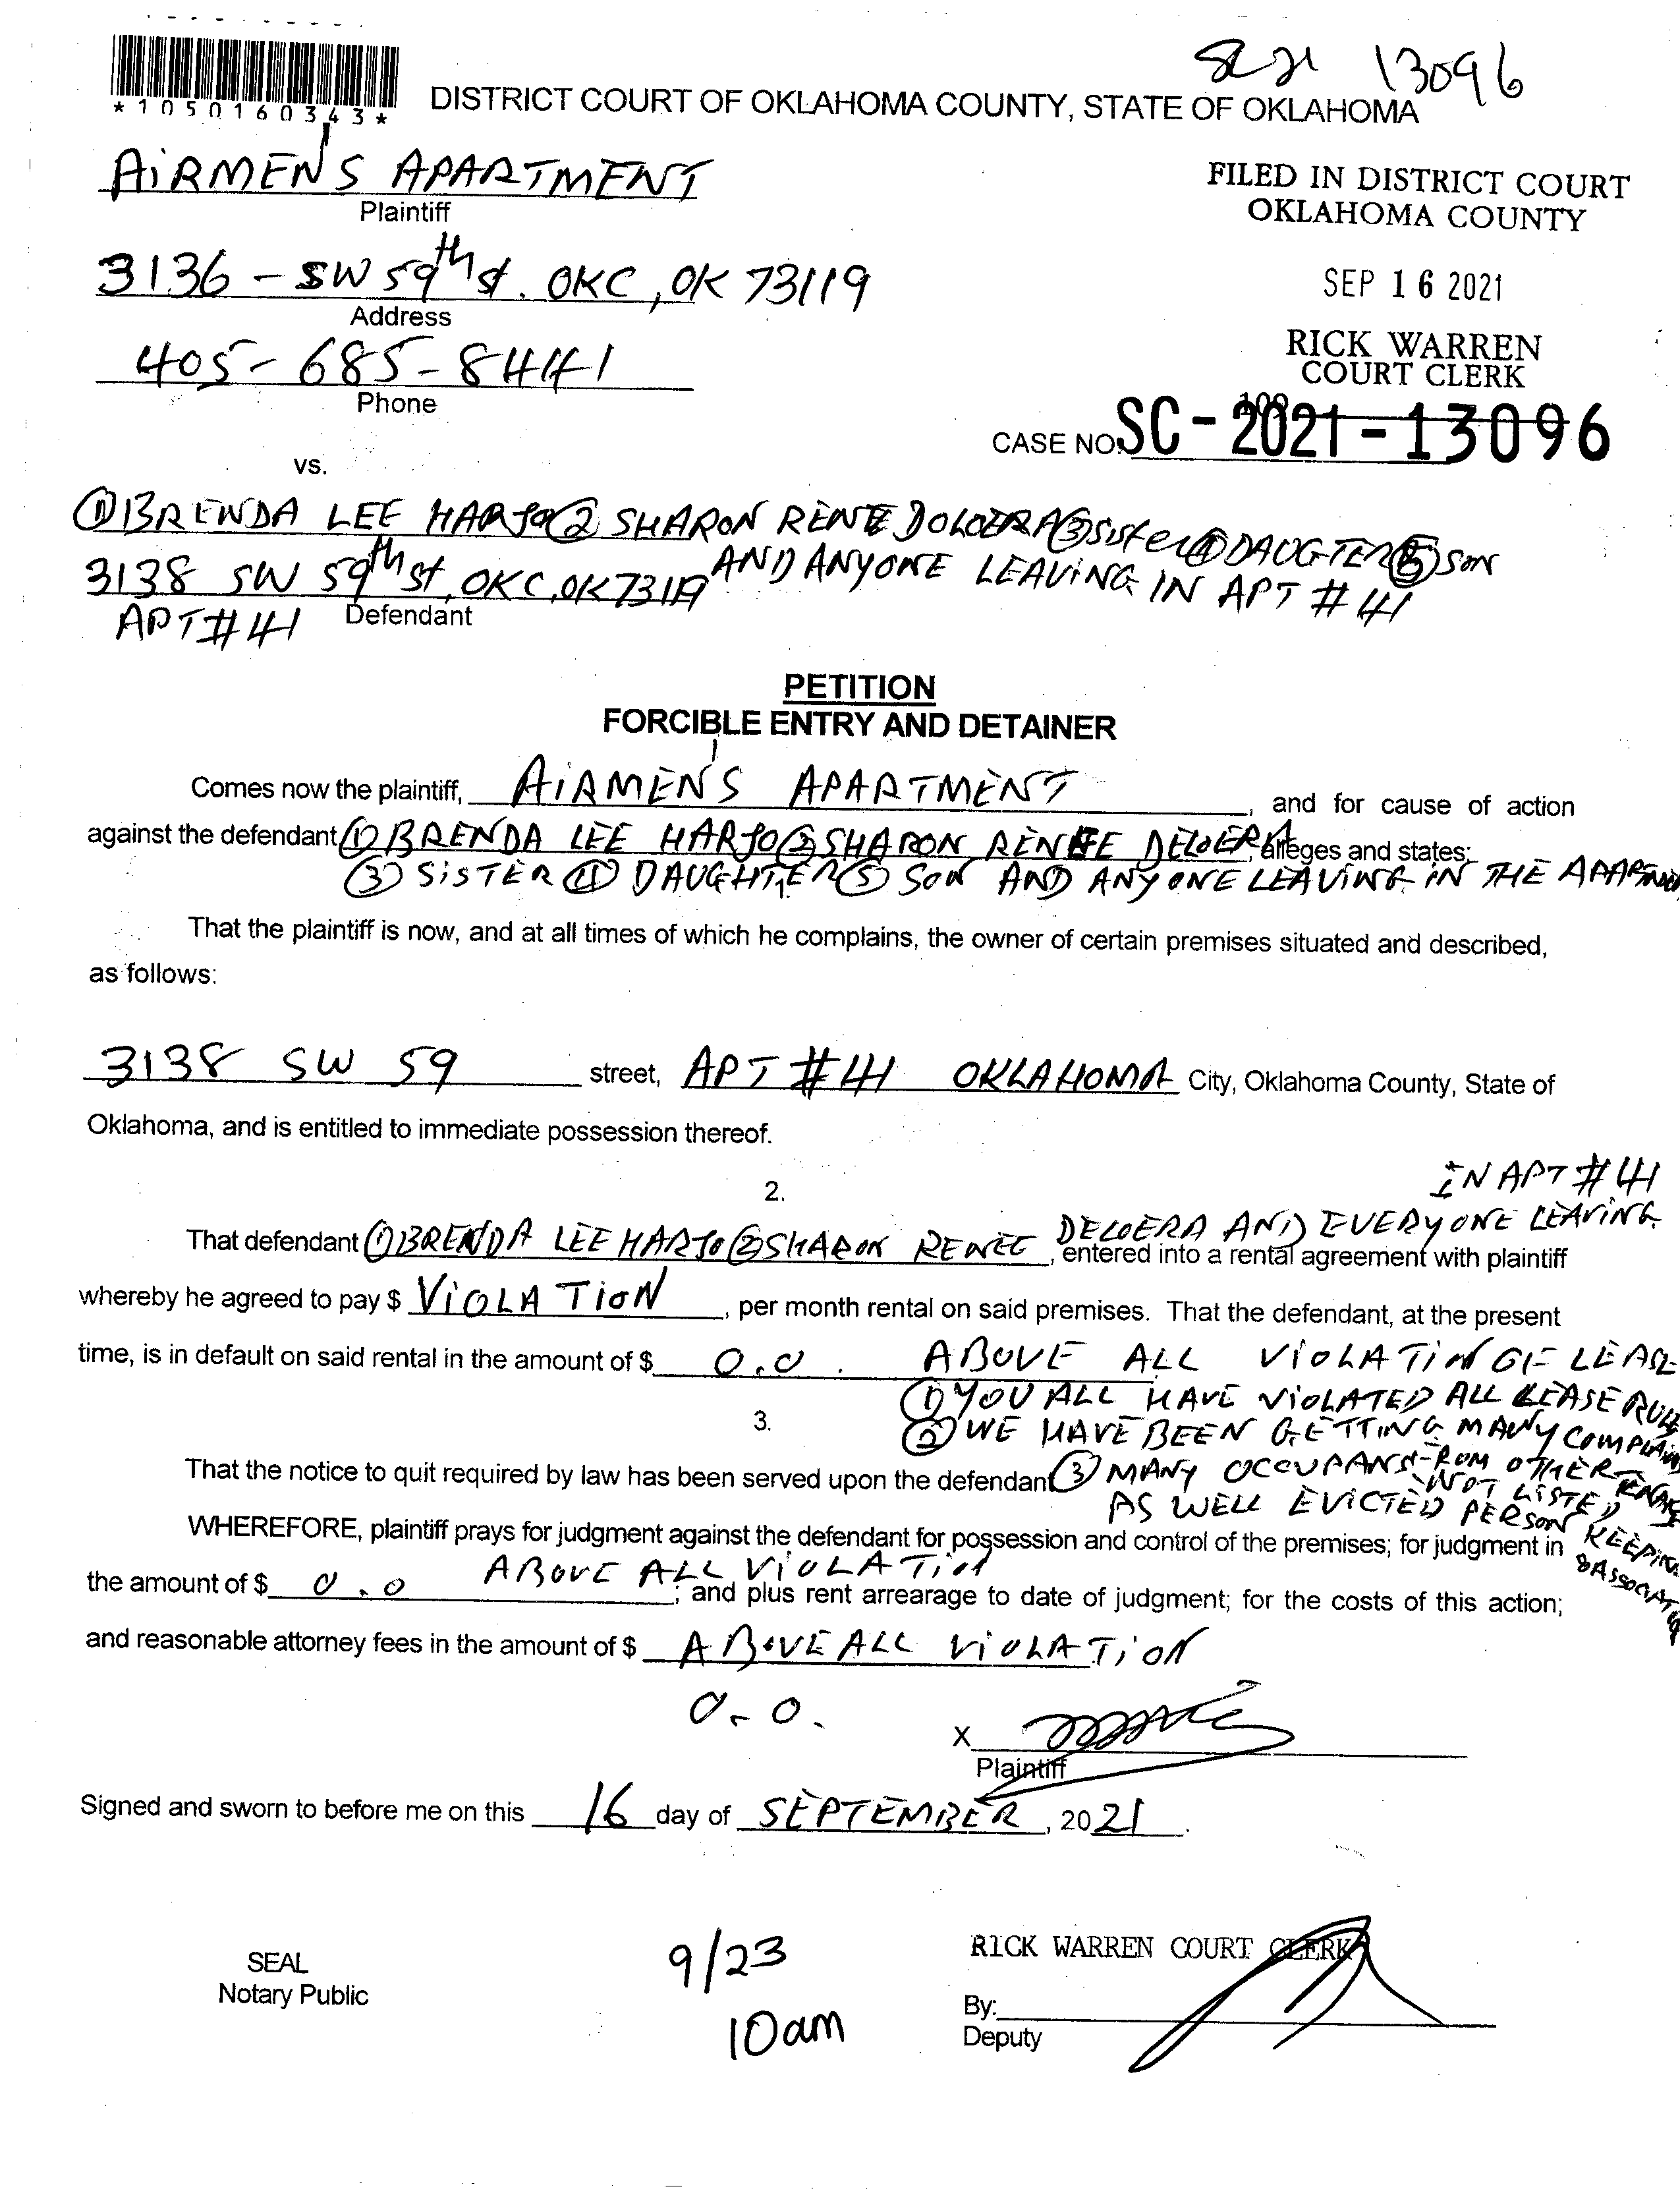 SC 21 13096
*1050160343*
DISTRICT COURT OF OKLAHOMA COUNTY, STATE OF OKLAHOMA
AiRMEN'S APARTMENT
Plaintiff
FILED IN DISTRICT COURT
OKLAHOMA COUNTY
3136 - SW 59th st. OKC, OK 73119
Address
SEP 16 2021
405-685-8441
Phone
RICK WARREN
COURT CLERK
109
CASE NO. SC-2021-13096
vs.
① BRENDA LEE HARJO ② SHARON RENE DOLOERA ③ Sister ④ DAUGTER ⑤ SON
3138 SW 59th st, OKC, OK 73119 AND ANYONE LEAViNG IN APT # 41
APT # 41 Defendant
PETITION
FORCIBLE ENTRY AND DETAINER
Comes now the plaintiff, AiRMEN'S APARTMENT, and for cause of action
against the defendant ① BRENDA LEE HARJO ② SHARON RENEE DELOERA, alleges and states:
③ SiSTER ④ DAUGHTER ⑤ SON AND ANYONE LEAViNG iN THE
That the plaintiff is now, and at all times of which he complains, the owner of certain premises situated and described,
as follows:
3138 SW 59 street, APT # 41 OKLAHOMA City, Oklahoma County, State of
Oklahoma, and is entitled to immediate possession thereof.
2.
iN APT # 41
DELOERA AND EVERYONE LEAViNG
That defendant ① BRENDA LEE HARJO ② SHARON RENEE, entered into a rental agreement with plaintiff
whereby he agreed to pay $ ViOLATiON, per month rental on said premises. That the defendant, at the present
time, is in default on said rental in the amount of $ 0.0. ABOVE ALL ViOLATiN OF LEASE
① YOU ALL HAVE ViOLATED ALL LEASE RULE
3.
② WE HAVE BEEN GETTiNG MANY
That the notice to quit required by law has been served upon the defendant ③ MANY OCCUPANS FROM OTHER
NOT LiSTED
AS WELL EViCTED PERSON KEEPiNG
WHEREFORE, plaintiff prays for judgment against the defendant for possession and control of the premises; for judgment in
ABOVE ALL ViOLATiON
the amount of $ 0.0; and plus rent arrearage to date of judgment; for the costs of this action;
and reasonable attorney fees in the amount of $ ABOVE ALL ViOLATiON
0-0.
X
Plaintiff
Signed and sworn to before me on this 16 day of SEPTEMBER, 2021.
SEAL
Notary Public
9/23
10am
RICK WARREN COURT CLERK
By:
Deputy